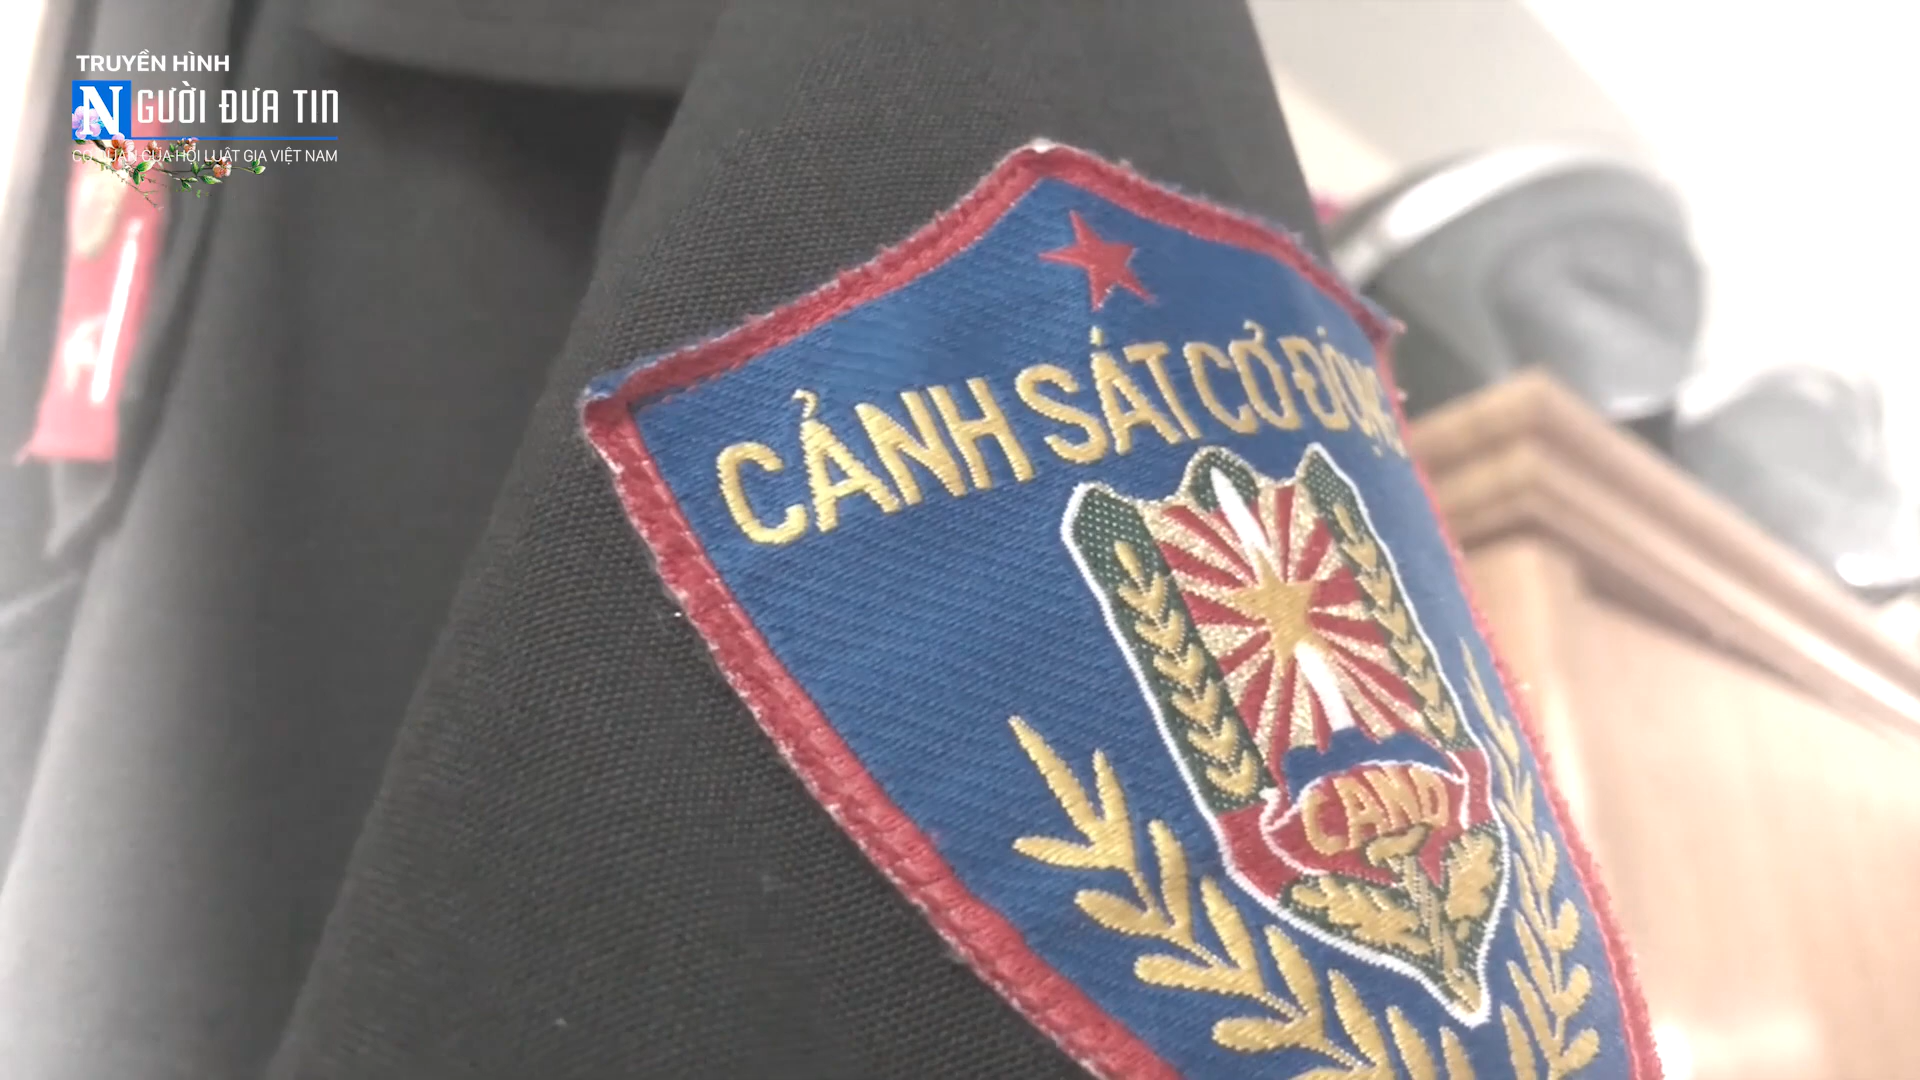 TRUYỀN HÌNH
NGƯỜI ĐƯA TIN
CƠ QUAN CỦA HỘI LUẬT GIA VIỆT NAM
CẢNH SÁT CƠ ĐỘNG
CAND